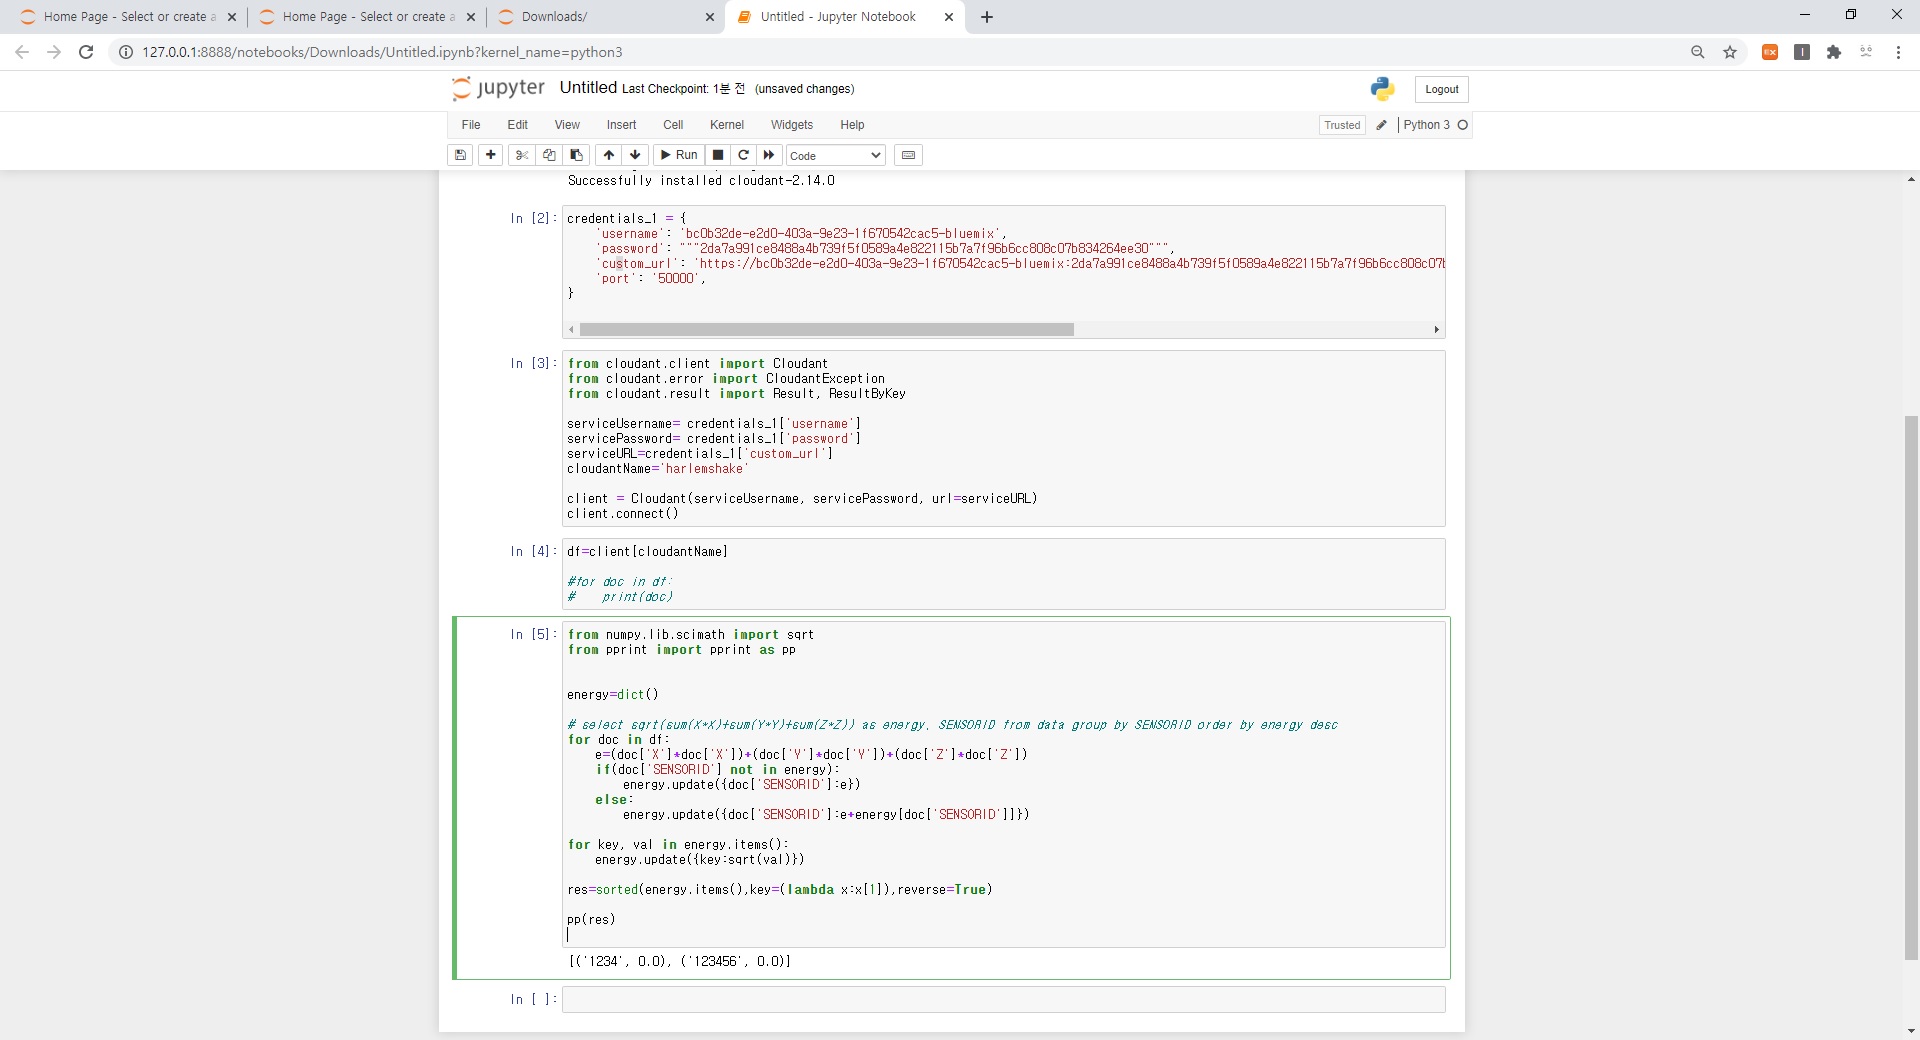 Home Page - Select or create a
Home Page - Select or create a
Downloads/
Untitled - Jupyter Notebook
127.0.0.1:8888/notebooks/Downloads/Untitled.ipynb?kernel_name=python3
jupyter Untitled Last Checkpoint: 1분 전 (unsaved changes)
Logout
File Edit View Insert Cell Kernel Widgets Help
Trusted Python 3
Run Code
Successfully installed cloudant-2.14.0
In [2]:
credentials_1 = {
    'username': 'bc0b32de-e2d0-403a-9e23-1f670542cac5-bluemix',
    'password': """2da7a991ce8488a4b739f5f0589a4e822115b7a7f96b6cc808c07b834264ee30""",
    'custom_url': 'https://bc0b32de-e2d0-403a-9e23-1f670542cac5-bluemix:2da7a991ce8488a4b739f5f0589a4e822115b7a7f96b6cc808c07b
    'port': '50000',
}
In [3]:
from cloudant.client import Cloudant
from cloudant.error import CloudantException
from cloudant.result import Result, ResultByKey
serviceUsername= credentials_1['username']
servicePassword= credentials_1['password']
serviceURL=credentials_1['custom_url']
cloudantName='harlemshake'
client = Cloudant(serviceUsername, servicePassword, url=serviceURL)
client.connect()
In [4]:
df=client[cloudantName]
#for doc in df:
#    print(doc)
In [5]:
from numpy.lib.scimath import sqrt
from pprint import pprint as pp
energy=dict()
# select sqrt(sum(X*X)+sum(Y*Y)+sum(Z*Z)) as energy, SENSORID from data group by SENSORID order by energy desc
for doc in df:
    e=(doc['X']*doc['X'])+(doc['Y']*doc['Y'])+(doc['Z']*doc['Z'])
    if(doc['SENSORID'] not in energy):
        energy.update({doc['SENSORID']:e})
    else:
        energy.update({doc['SENSORID']:e+energy[doc['SENSORID']]})
for key, val in energy.items():
    energy.update({key:sqrt(val)})
res=sorted(energy.items(),key=(lambda x:x[1]),reverse=True)
pp(res)
[('1234', 0.0), ('123456', 0.0)]
In [ ]: